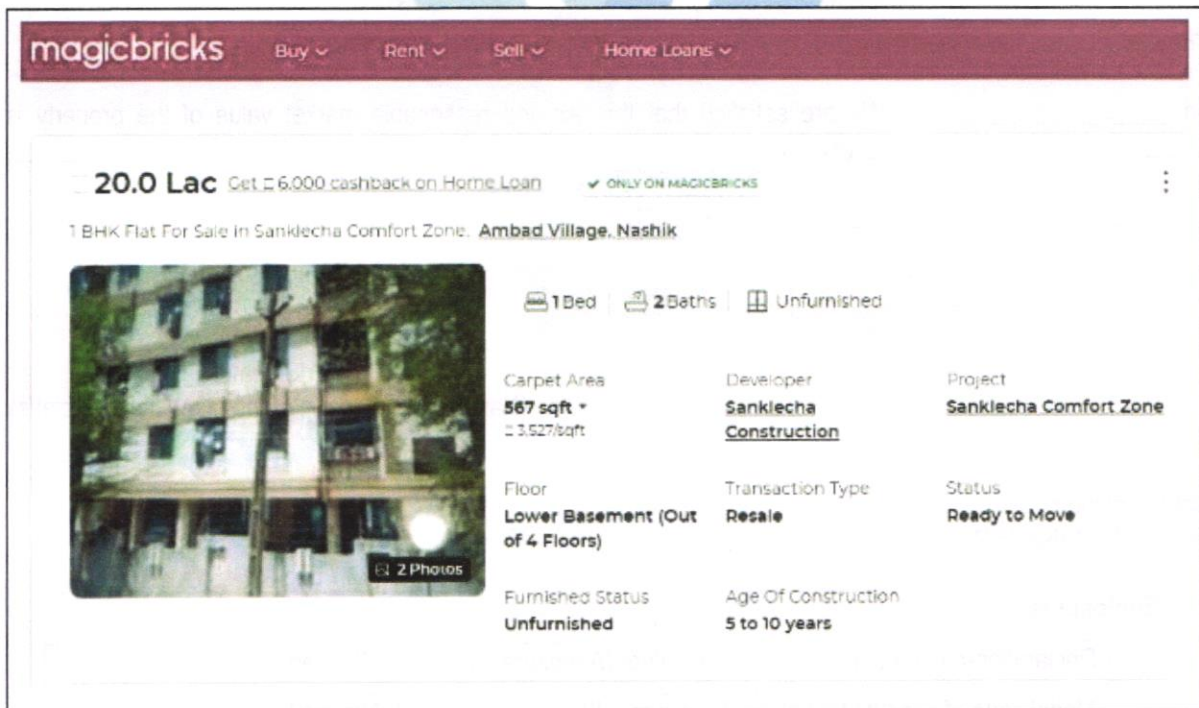 magicbricks Buy Rent Sell Home Loans
20.0 Lac Get 6,000 cashback on Home Loan ✓ ONLY ON MAGICBRICKS
1 BHK Flat For Sale in Sanklecha Comfort Zone, Ambad Village, Nashik
1 Bed 2 Baths Unfurnished
Carpet Area Developer Project
567 sqft Sanklecha Sanklecha Comfort Zone
3,527/sqft Construction
Floor Transaction Type Status
Lower Basement (Out Resale Ready to Move
of 4 Floors)
2 Photos
Furnished Status Age Of Construction
Unfurnished 5 to 10 years